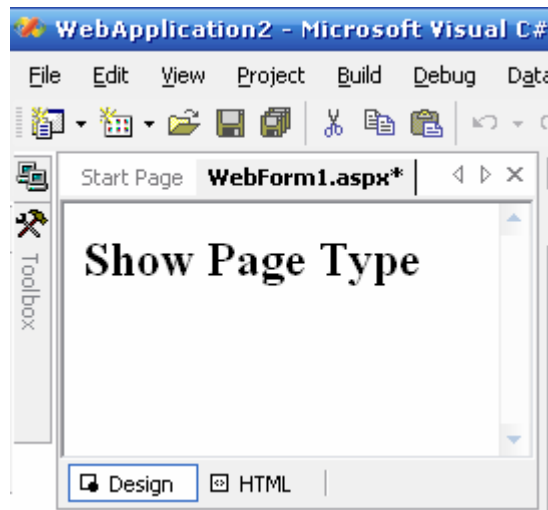 WebApplication2 - Microsoft Visual C#
File Edit View Project Build Debug Data
Start Page WebForm1.aspx*
Toolbox
Show Page Type
Design HTML